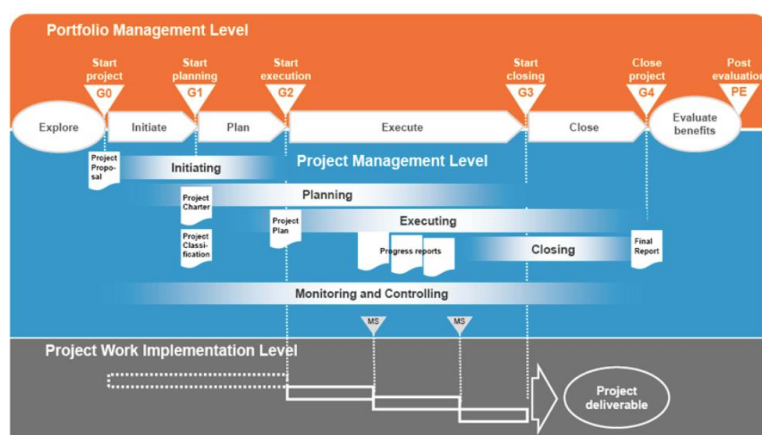 Portfolio Management Level
Start
project
G0
Start
planning
G1
Start
execution
G2
Start
closing
G3
Close
project
G4
Post
evaluation
PE
Explore
Initiate
Plan
Execute
Close
Evaluate
benefits
Project Management Level
Project
Propo-
sal
Initiating
Planning
Project
Charter
Project
Plan
Executing
Project
Classi-
fication
Progress reports
Closing
Final
Report
Monitoring and Controlling
MS
MS
Project Work Implementation Level
Project
deliverable